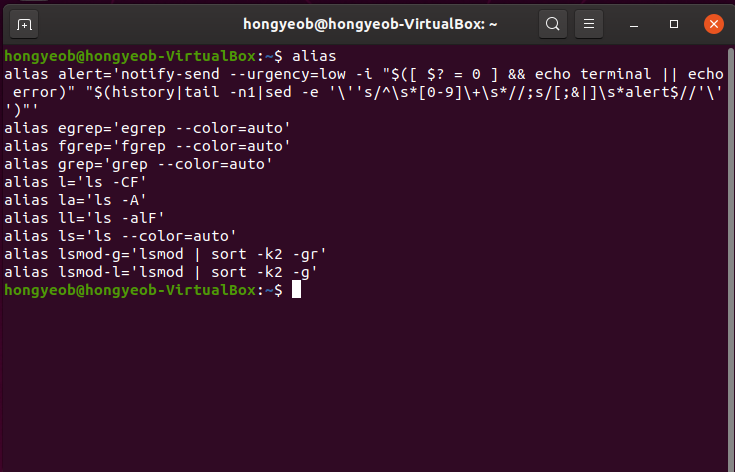 hongyeob@hongyeob-VirtualBox: ~
hongyeob@hongyeob-VirtualBox:~$ alias
alias alert='notify-send --urgency=low -i "$([ $? = 0 ] && echo terminal || echo
 error)" "$(history|tail -n1|sed -e '\''s/^\s*[0-9]\+\s*//;s/[;&|]\s*alert$//'\'
')"'
alias egrep='egrep --color=auto'
alias fgrep='fgrep --color=auto'
alias grep='grep --color=auto'
alias l='ls -CF'
alias la='ls -A'
alias ll='ls -alF'
alias ls='ls --color=auto'
alias lsmod-g='lsmod | sort -k2 -gr'
alias lsmod-l='lsmod | sort -k2 -g'
hongyeob@hongyeob-VirtualBox:~$